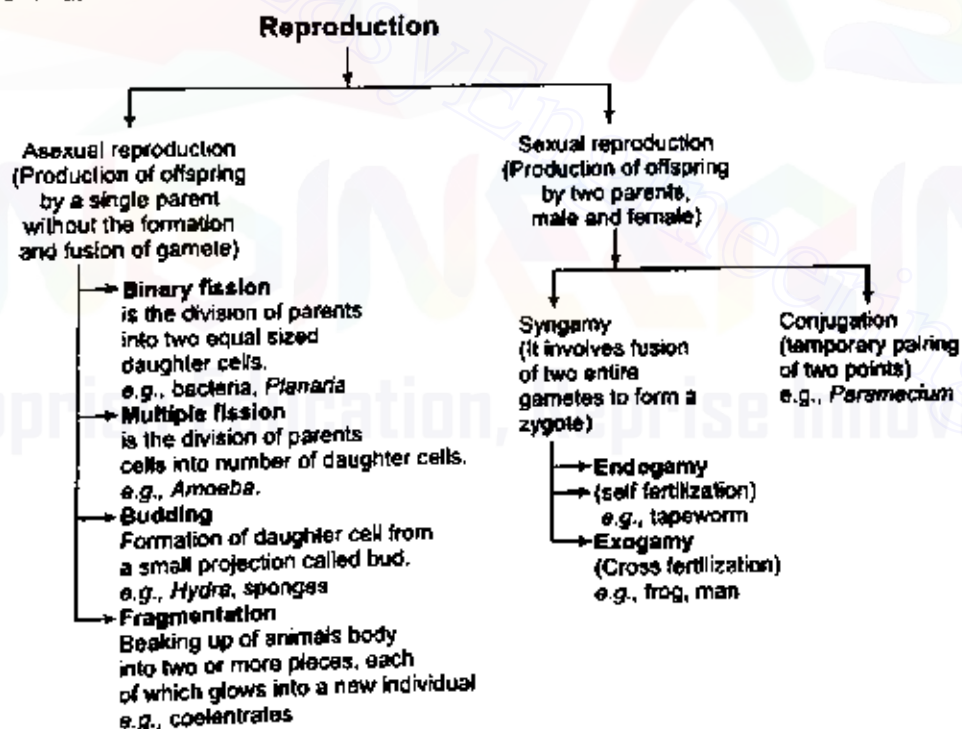 Reproduction
Asexual reproduction
(Production of offspring
by a single parent
without the formation
and fusion of gamete)
Binary fission
is the division of parents
into two equal sized
daughter cells.
e.g., bacteria, Planaria
Multiple fission
is the division of parents
cells into number of daughter cells.
e.g., Amoeba.
Budding
Formation of daughter cell from
a small projection called bud.
e.g., Hydra, sponges
Fragmentation
Beaking up of animals body
into two or more pieces, each
of which glows into a new individual
e.g., coelentrates
Sexual reproduction
(Production of offspring
by two parents,
male and female)
Syngamy
(It involves fusion
of two entire
gametes to form a
zygote)
Endogamy
(self fertilization)
e.g., tapeworm
Exogamy
(Cross fertilization)
e.g., frog, man
Conjugation
(temporary pairing
of two points)
e.g., Paramecium